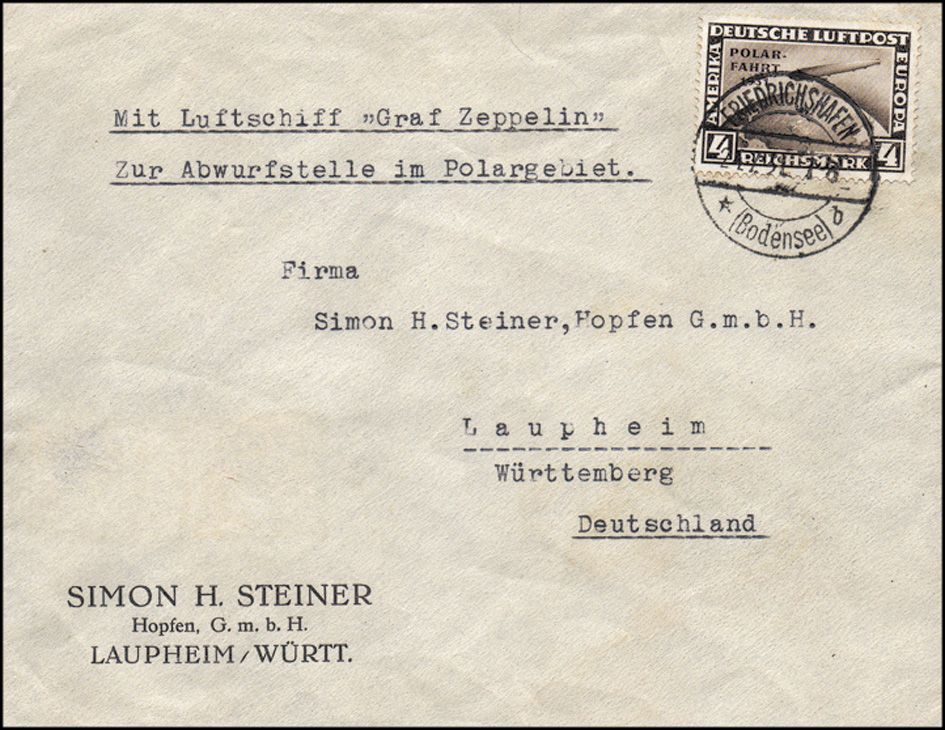 DEUTSCHE LUFTPOST
AMERIKA
EUROPA
POLAR-
FAHRT
1931
4 REICHSMARK 4
FRIEDRICHSHAFEN
(Bodensee) b
Mit Luftschiff „Graf Zeppelin"
Zur Abwurfstelle im Polargebiet.
Firma
Simon H.Steiner,Hopfen G.m.b.H.
Laupheim
Württemberg
Deutschland
SIMON H. STEINER
Hopfen, G. m. b. H.
LAUPHEIM/WÜRTT.